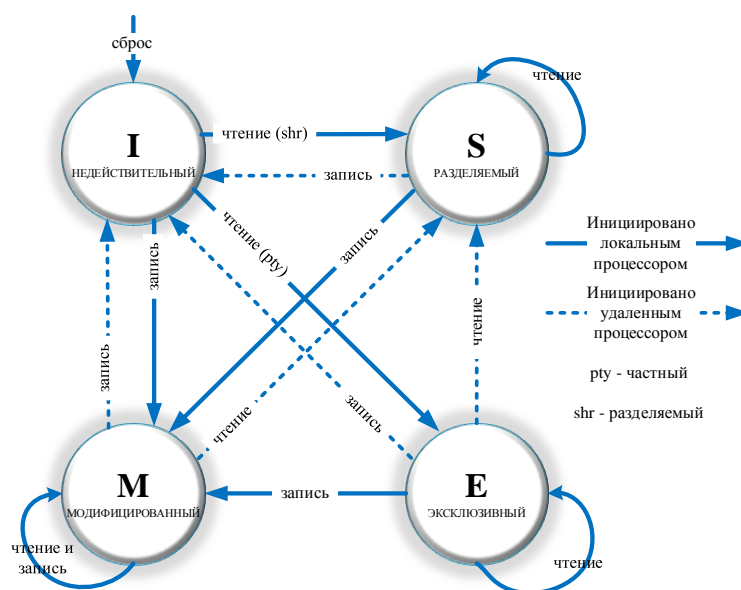 сброс
I
НЕДЕЙСТВИТЕЛЬНЫЙ
чтение (shr)
S
РАЗДЕЛЯЕМЫЙ
чтение
запись
чтение (pty)
запись
запись
запись
чтение
запись
чтение
запись
M
МОДИФИЦИРОВАННЫЙ
чтение и
запись
запись
E
ЭКСКЛЮЗИВНЫЙ
чтение
Инициировано
локальным
процессором
Инициировано
удаленным
процессором
pty - частный
shr - разделяемый